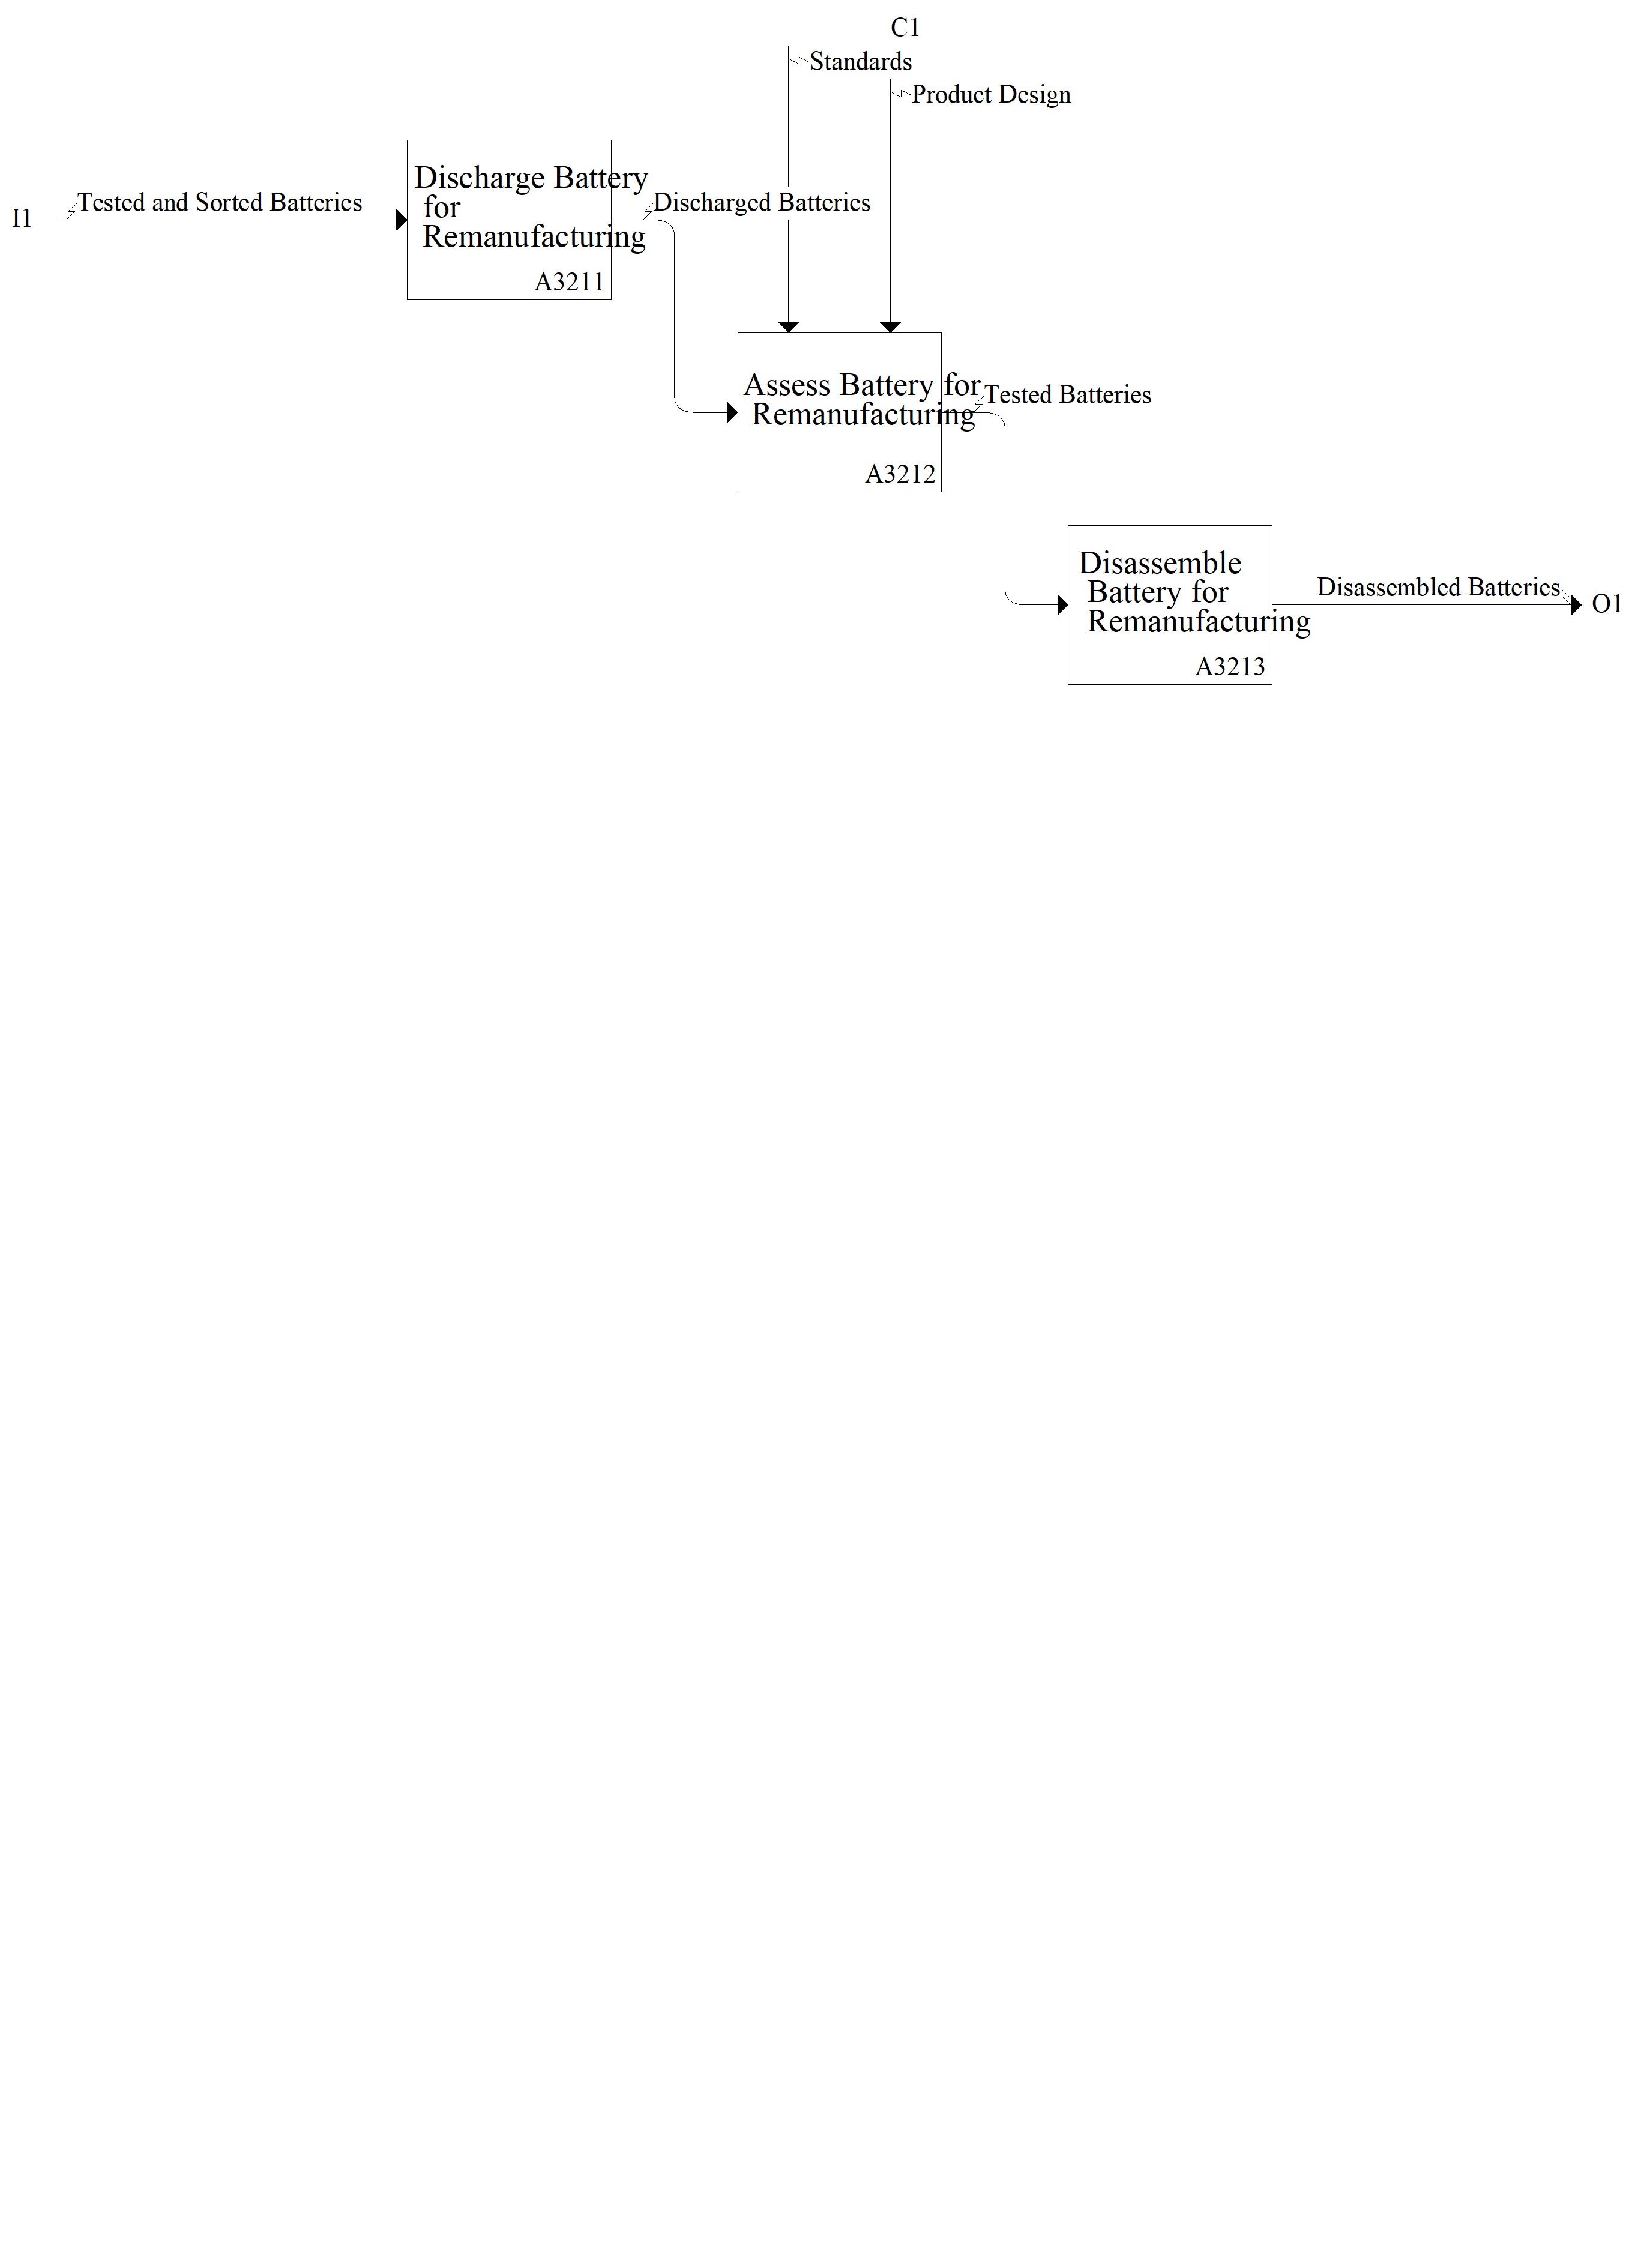 C1
Standards
Product Design
Discharge Battery
for
Remanufacturing
A3211
I1
Tested and Sorted Batteries
Discharged Batteries
Assess Battery for
Remanufacturing
A3212
Tested Batteries
Disassemble
Battery for
Remanufacturing
A3213
Disassembled Batteries
O1